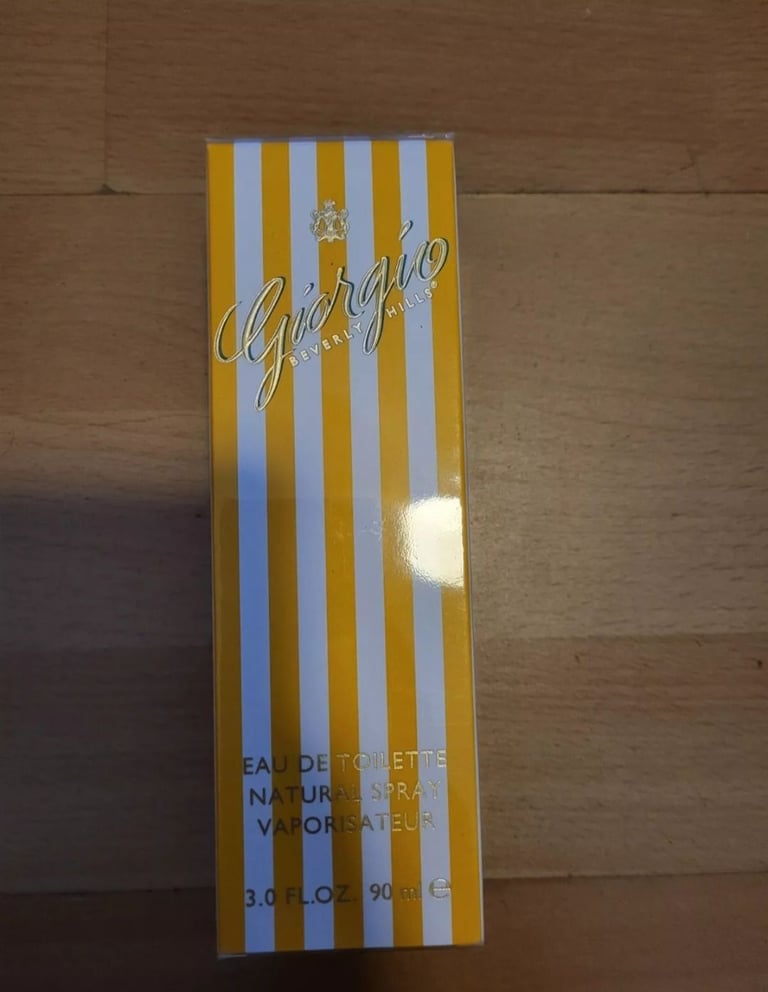 Giorgio
BEVERLY HILLS®
EAU DE TOILETTE
NATURAL SPRAY
VAPORISATEUR
3.0 FL.OZ. 90 ml ℮